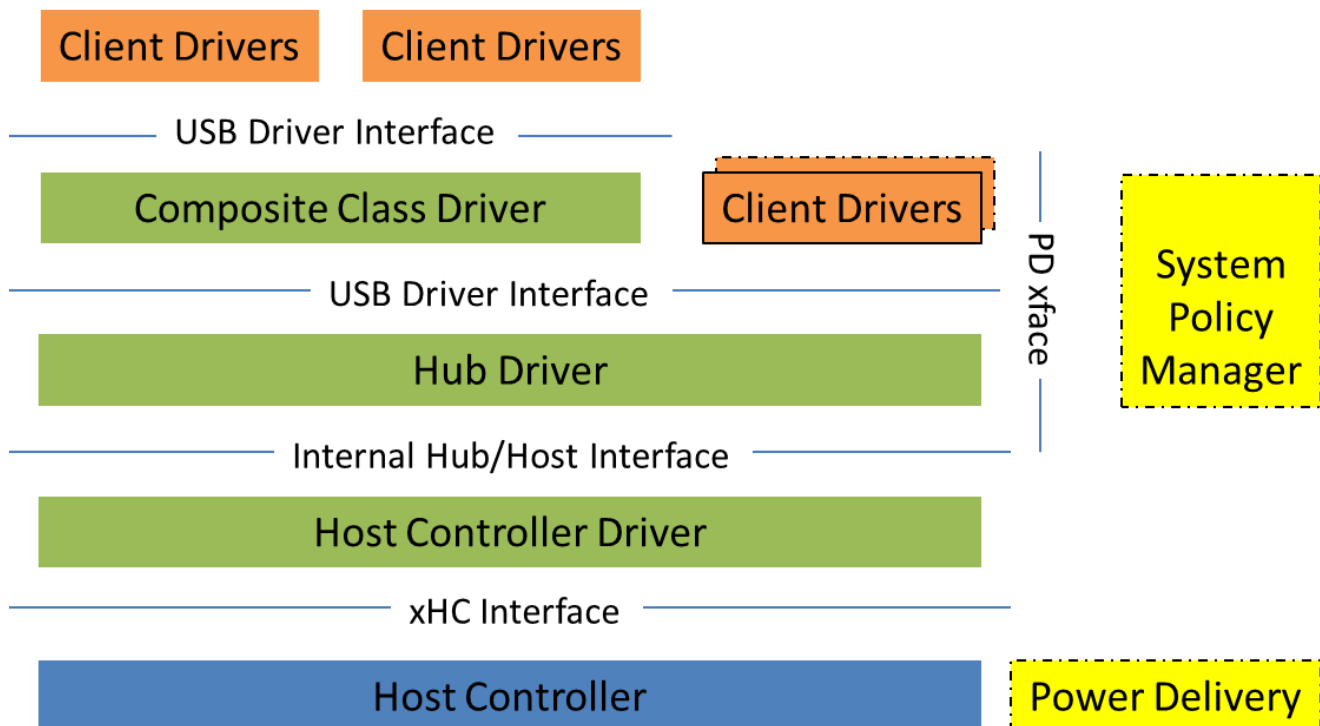 Client Drivers
Client Drivers
USB Driver Interface
Composite Class Driver
Client Drivers
PD xface
System
Policy
Manager
USB Driver Interface
Hub Driver
Internal Hub/Host Interface
Host Controller Driver
xHC Interface
Host Controller
Power Delivery